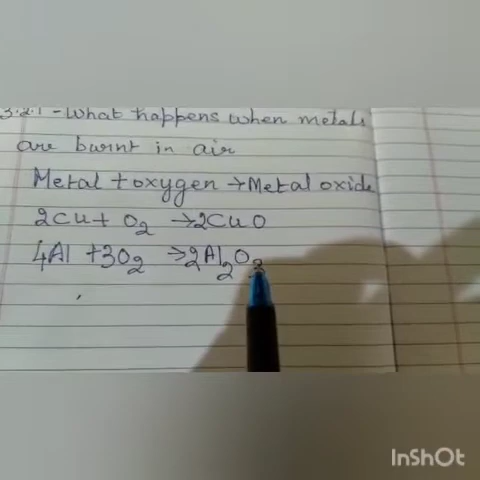 3.2.1 - What happens when metals
are burnt in air
Metal + oxygen → Metal oxide
2Cu + O₂ → 2CuO
4Al + 3O₂ → 2Al₂O₃
InShOt